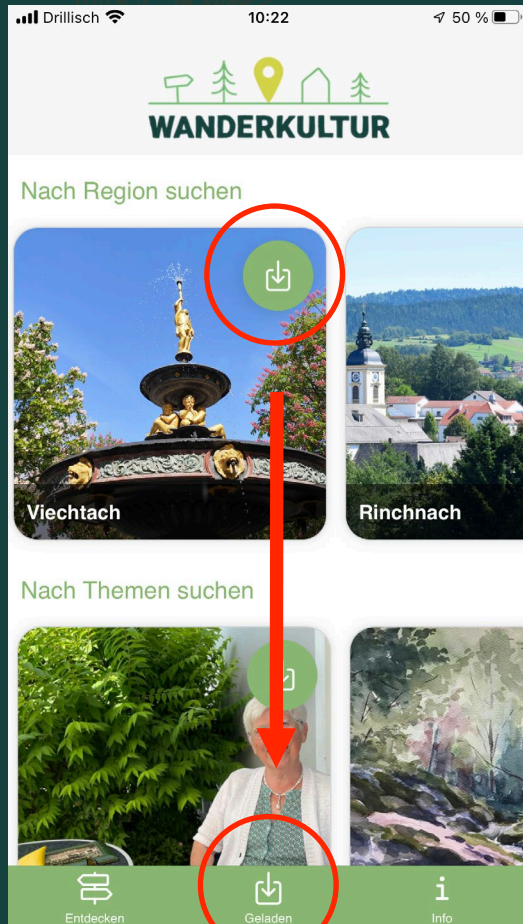 Drillisch
10:22
50 %
WANDERKULTUR
Nach Region suchen
Viechtach
Rinchnach
Nach Themen suchen
Entdecken
Geladen
Info